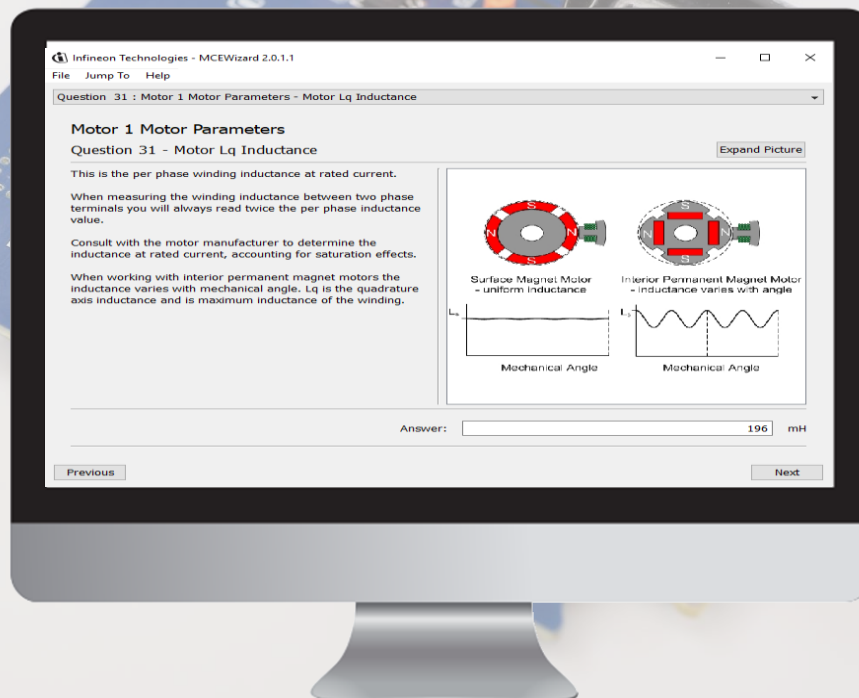 Infineon Technologies - MCEWizard 2.0.1.1
File Jump To Help
Question 31 : Motor 1 Motor Parameters - Motor Lq Inductance
Motor 1 Motor Parameters
Question 31 - Motor Lq Inductance
Expand Picture
This is the per phase winding inductance at rated current.
When measuring the winding inductance between two phase
terminals you will always read twice the per phase inductance
value.
Consult with the motor manufacturer to determine the
inductance at rated current, accounting for saturation effects.
When working with interior permanent magnet motors the
inductance varies with mechanical angle. Lq is the quadrature
axis inductance and is maximum inductance of the winding.
S
N N
S
S
N N
S
Surface Magnet Motor
- uniform inductance
Interior Permanent Magnet Motor
- inductance varies with angle
Mechanical Angle
Mechanical Angle
Answer: 196 mH
Previous
Next